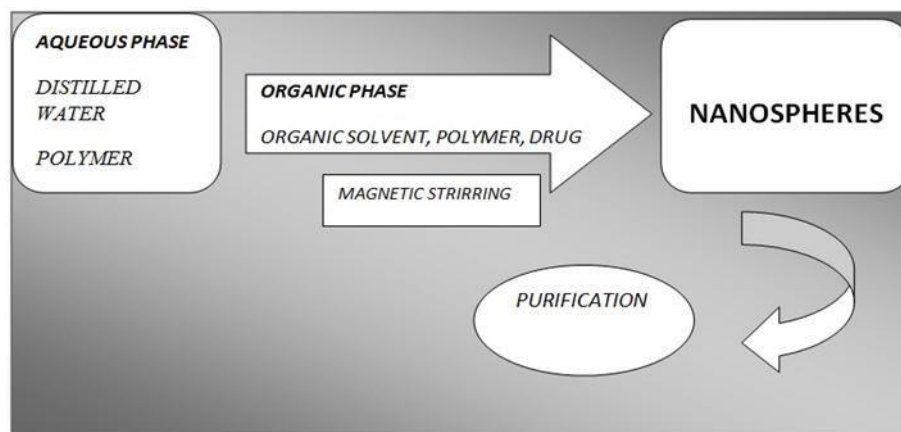 AQUEOUS PHASE
DISTILLED
WATER
POLYMER
ORGANIC PHASE
ORGANIC SOLVENT, POLYMER, DRUG
MAGNETIC STRIRRING
NANOSPHERES
PURIFICATION